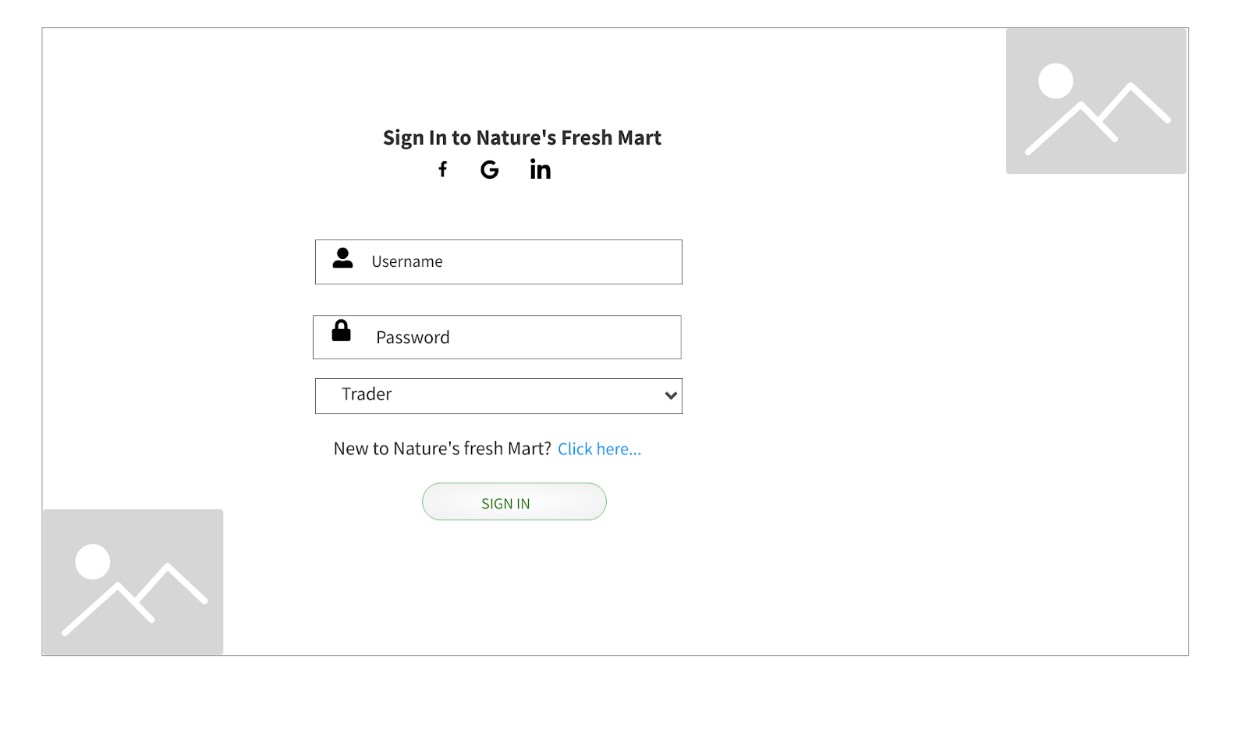 Sign In to Nature's Fresh Mart
f G in
Username
Password
Trader
New to Nature's fresh Mart? Click here...
SIGN IN